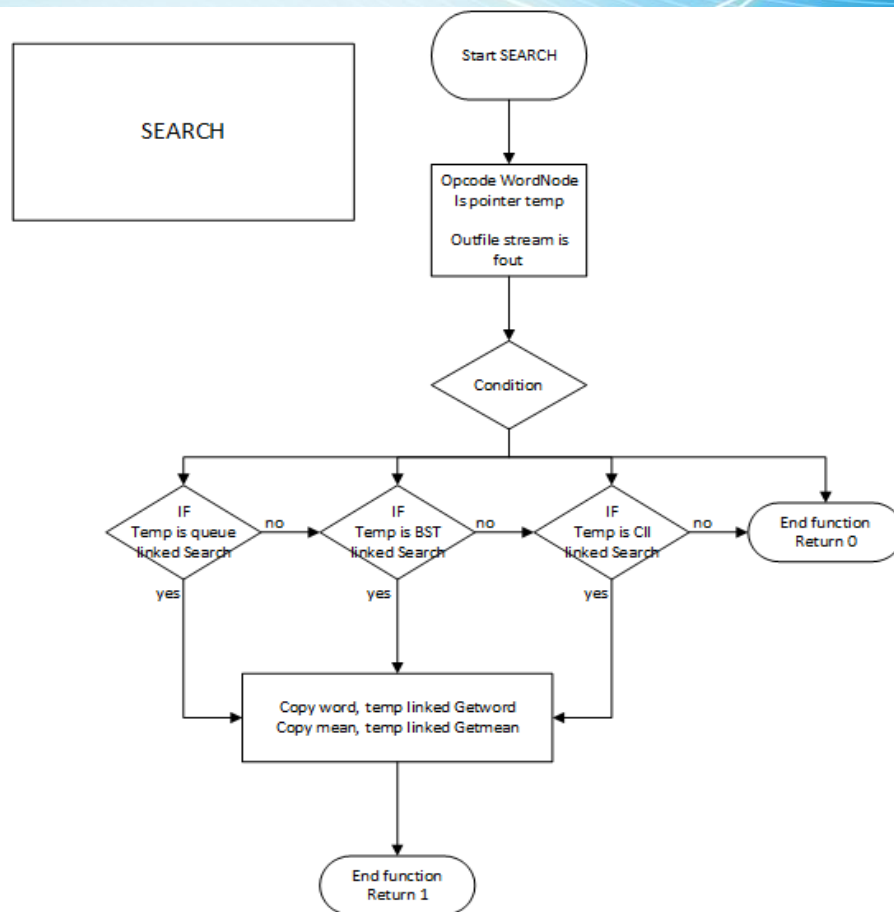 Start SEARCH
SEARCH
Opcode WordNode
Is pointer temp
Outfile stream is
fout
Condition
IF
Temp is queue
linked Search
no
IF
Temp is BST
linked Search
no
IF
Temp is CII
linked Search
no
End function
Return 0
yes
yes
yes
Copy word, temp linked Getword
Copy mean, temp linked Getmean
End function
Return 1